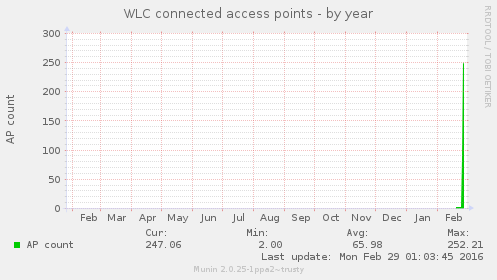 WLC connected access points - by year
RRDTOOL / TOBI OETIKER
AP count
300
250
200
150
100
50
0
Feb Mar Apr May Jun Jul Aug Sep Oct Nov Dec Jan Feb
Cur: Min: Avg: Max:
AP count 247.06 2.00 65.98 252.21
Last update: Mon Feb 29 01:03:45 2016
Munin 2.0.25-1ppa2~trusty